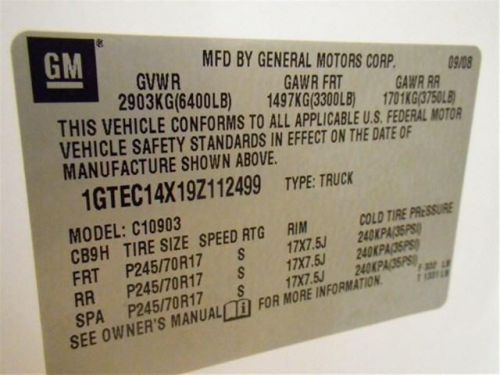 GM
MFD BY GENERAL MOTORS CORP. 09/08
GVWR GAWR FRT GAWR RR
2903KG(6400LB) 1497KG(3300LB) 1701KG(3750LB)
THIS VEHICLE CONFORMS TO ALL APPLICABLE U.S. FEDERAL MOTOR
VEHICLE SAFETY STANDARDS IN EFFECT ON THE DATE OF
MANUFACTURE SHOWN ABOVE.
1GTEC14X19Z112499 TYPE: TRUCK
MODEL: C10903
CB9H TIRE SIZE SPEED RTG RIM COLD TIRE PRESSURE
FRT P245/70R17 S 17X7.5J 240KPA(35PSI)
RR P245/70R17 S 17X7.5J 240KPA(35PSI)
SPA P245/70R17 S 17X7.5J 240KPA(35PSI)
SEE OWNER'S MANUAL FOR MORE INFORMATION.
F 302 LB
T 1331 LB